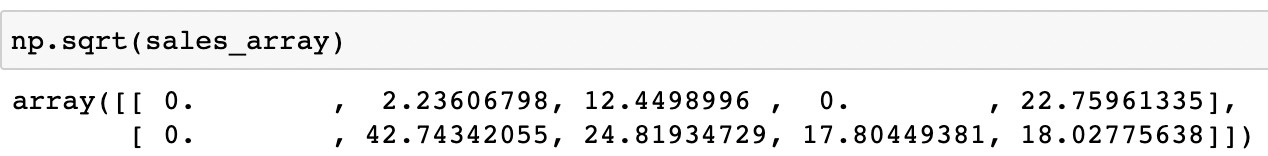 np.sqrt(sales_array)
array([[ 0.        ,  2.23606798, 12.4498996 ,  0.        , 22.75961335],
       [ 0.        , 42.74342055, 24.81934729, 17.80449381, 18.02775638]])